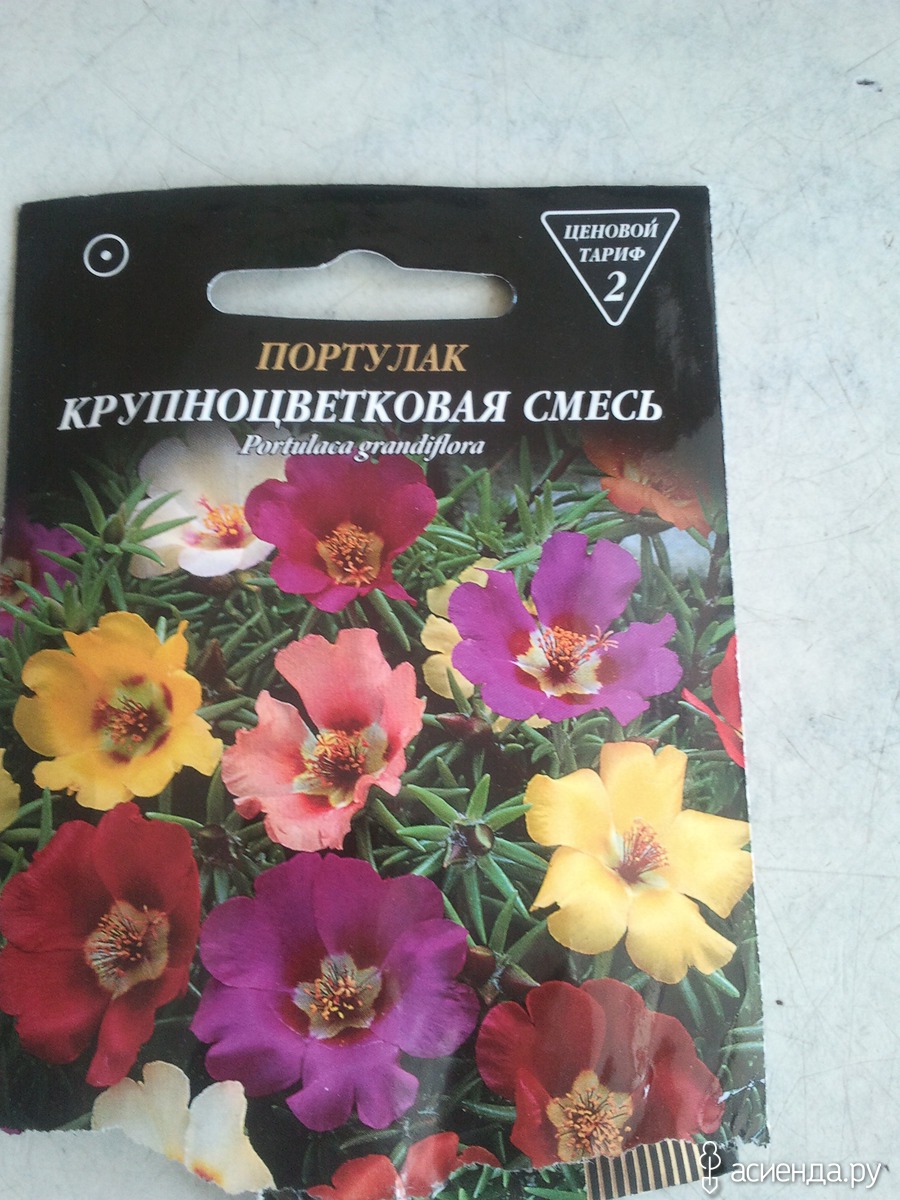 ЦЕНОВОЙ
ТАРИФ
2
ПОРТУЛАК
КРУПНОЦВЕТКОВАЯ СМЕСЬ
Portulaca grandiflora
асиенда.ру